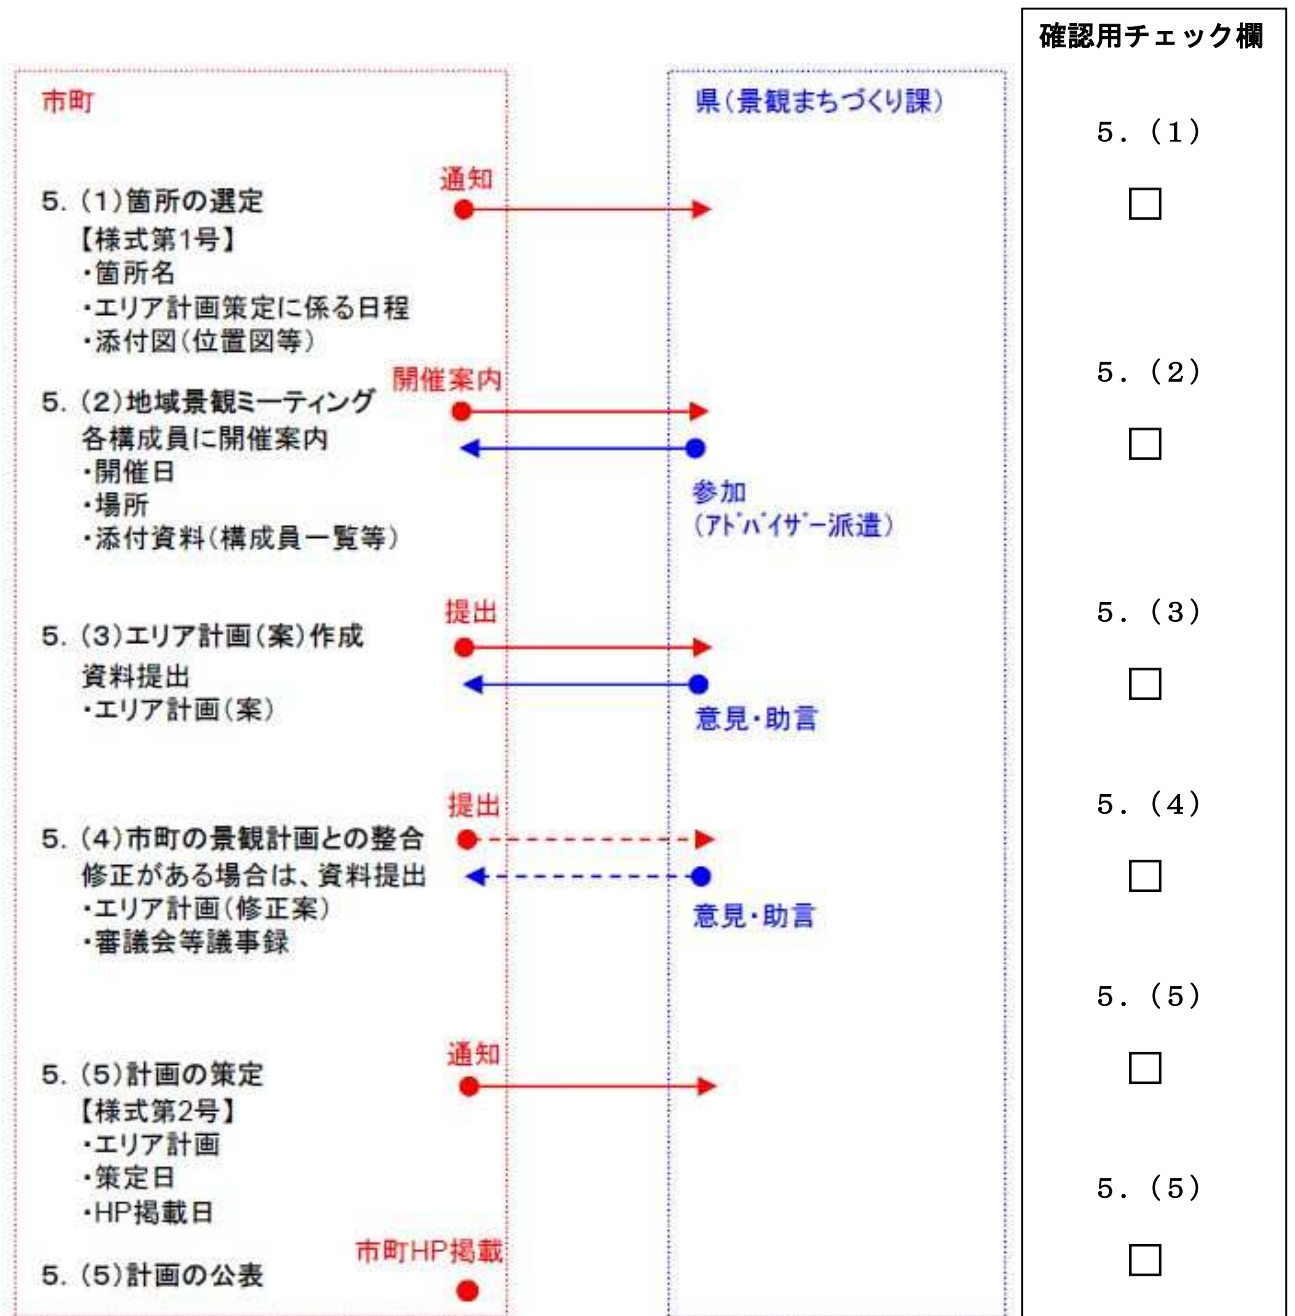 確認用チェック欄
市町
県(景観まちづくり課)
5.(1)
通知
5.(1)箇所の選定
【様式第1号】
・箇所名
・エリア計画策定に係る日程
・添付図(位置図等)
5.(2)
開催案内
5.(2)地域景観ミーティング
各構成員に開催案内
・開催日
・場所
・添付資料(構成員一覧等)
参加
(ｱﾄﾞﾊﾞｲｻﾞｰ派遣)
5.(3)
提出
5.(3)エリア計画(案)作成
資料提出
・エリア計画(案)
意見・助言
5.(4)
提出
5.(4)市町の景観計画との整合
修正がある場合は、資料提出
・エリア計画(修正案)
・審議会等議事録
意見・助言
5.(5)
通知
5.(5)計画の策定
【様式第2号】
・エリア計画
・策定日
・HP掲載日
5.(5)
市町HP掲載
5.(5)計画の公表